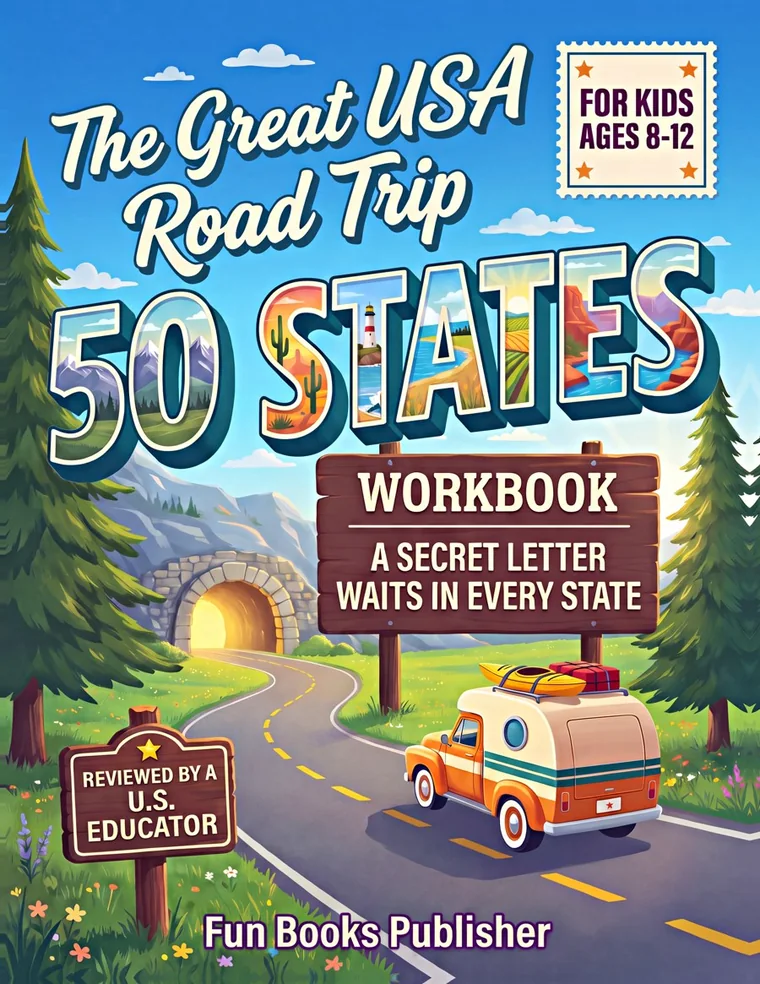 The Great USA
Road Trip
FOR KIDS
AGES 8-12
50 STATES
WORKBOOK
A SECRET LETTER
WAITS IN EVERY STATE
REVIEWED BY A
U.S.
EDUCATOR
Fun Books Publisher